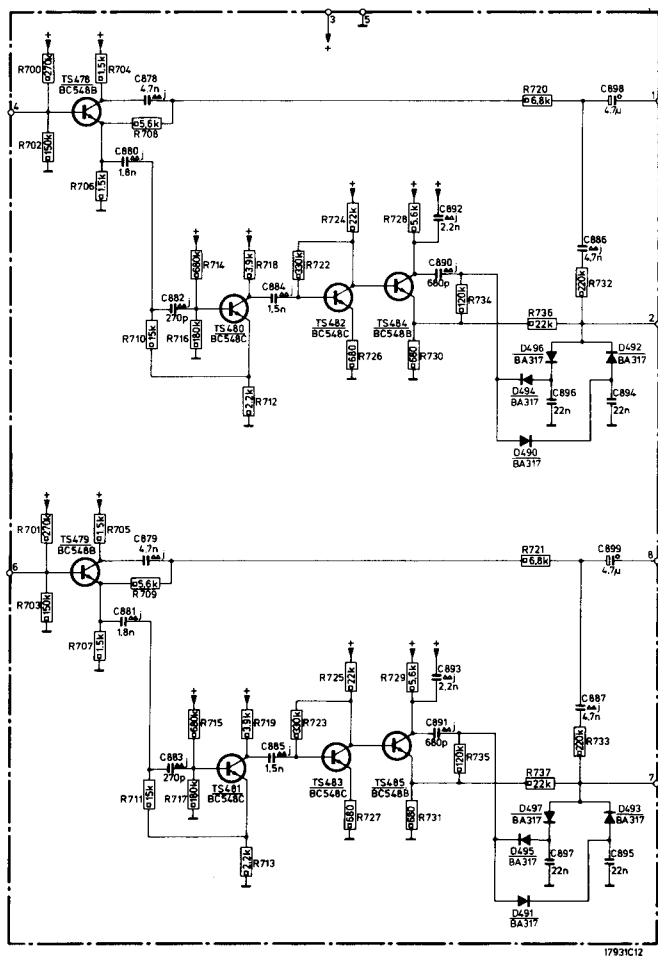 3 5
+
+ +
R700 270k R704 1,5k
TS478
BC548B
C878
4.7n
R720
6,8k
C898
4.7µ
1
4
5,6k
R708
R702 150k
C880
1.8n
R706 1,5k
+ + +
R724 22k R728 5,6k C892
2.2n
C886
4,7n
+ +
R714 680k R718 3,9k R722 330k
C890
680p
R732 220k
R734 120k
C882
270p
C884
1,5n
R736
22k
2
R710 15k R716 180k
TS480
BC548C
TS482
BC548C
TS484
BC548B
R726 680 R730 680
D496
BA317
D492
BA317
R712 2,2k
D494
BA317
C896
22n
C894
22n
D490
BA317
+ +
R701 270k R705 1.5k
TS479
BC548B
C879
4.7n
R721
6,8k
C899
4.7µ
8
6
5,6k
R709
R703 150k
C881
1.8n
R707 1.5k
+ + +
R725 22k R729 5,6k C893
2,2n
C887
4,7n
+ +
R715 680k R719 3,9k R723 330k
C891
680p
R733 220k
R735 120k
C883
270p
C885
1,5n
R737
22k
7
R711 15k R717 180k
TS481
BC548C
TS483
BC548C
TS485
BC548B
R727 680 R731 680
D497
BA317
D493
BA317
R713 2,2k
D495
BA317
C897
22n
C895
22n
D491
BA317
17931C12